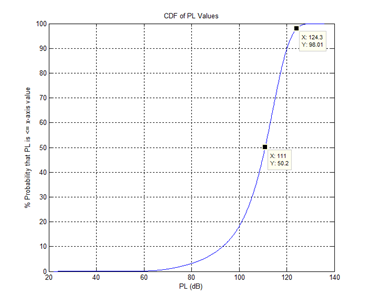 CDF of PL Values
100
90
80
70
60
50
40
30
20
10
0
% Probability that PL is <= x-axis value
X: 124.3
Y: 98.01
X: 111
Y: 50.2
20
40
60
80
100
120
140
PL (dB)